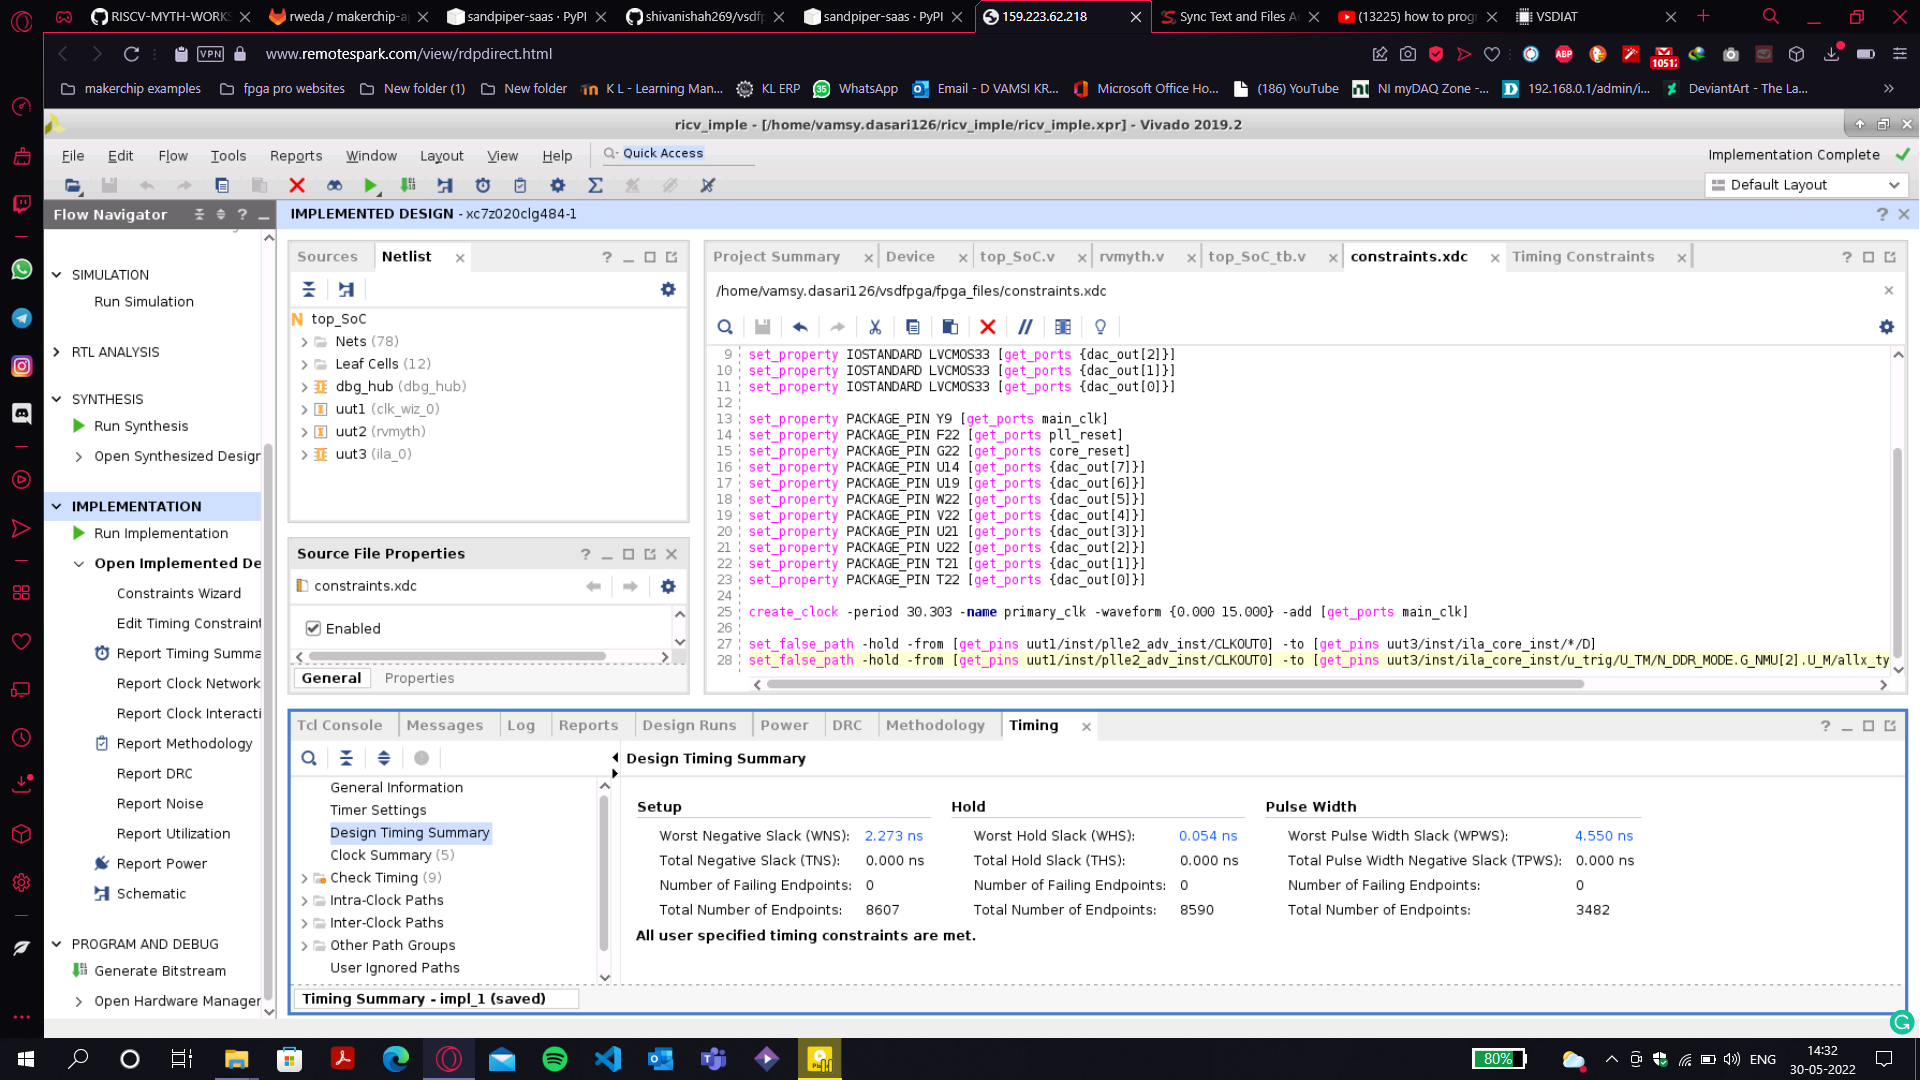 RISCV-MYTH-WORKS
rweda / makerchip-a
sandpiper-saas · PyPI
shivanishah269/vsdf
sandpiper-saas · PyPI
159.223.62.218
Sync Text and Files A
(13225) how to prog
VSDIAT
VPN
www.remotespark.com/view/rdpdirect.html
ABP
10512
makerchip examples
fpga pro websites
New folder (1)
New folder
K L - Learning Man...
KL ERP
35
WhatsApp
Email - D VAMSI KR...
Microsoft Office Ho...
(186) YouTube
NI myDAQ Zone -...
192.168.0.1/admin/i...
DeviantArt - The La...
ricv_imple - [/home/vamsy.dasari126/ricv_imple/ricv_imple.xpr] - Vivado 2019.2
File Edit Flow Tools Reports Window Layout View Help
Quick Access
Implementation Complete
Default Layout
Flow Navigator
IMPLEMENTED DESIGN - xc7z020clg484-1
SIMULATION
Run Simulation
RTL ANALYSIS
SYNTHESIS
Run Synthesis
Open Synthesized Design
IMPLEMENTATION
Run Implementation
Open Implemented De
Constraints Wizard
Edit Timing Constraint
Report Timing Summa
Report Clock Network
Report Clock Interacti
Report Methodology
Report DRC
Report Noise
Report Utilization
Report Power
Schematic
PROGRAM AND DEBUG
Generate Bitstream
Open Hardware Manager
Sources
Netlist
N top_SoC
Nets (78)
Leaf Cells (12)
dbg_hub (dbg_hub)
uut1 (clk_wiz_0)
uut2 (rvmyth)
uut3 (ila_0)
Source File Properties
constraints.xdc
Enabled
General
Properties
Project Summary
Device
top_SoC.v
rvmyth.v
top_SoC_tb.v
constraints.xdc
Timing Constraints
/home/vamsy.dasari126/vsdfpga/fpga_files/constraints.xdc
9 set_property IOSTANDARD LVCMOS33 [get_ports {dac_out[2]}]
10 set_property IOSTANDARD LVCMOS33 [get_ports {dac_out[1]}]
11 set_property IOSTANDARD LVCMOS33 [get_ports {dac_out[0]}]
12
13 set_property PACKAGE_PIN Y9 [get_ports main_clk]
14 set_property PACKAGE_PIN F22 [get_ports pll_reset]
15 set_property PACKAGE_PIN G22 [get_ports core_reset]
16 set_property PACKAGE_PIN U14 [get_ports {dac_out[7]}]
17 set_property PACKAGE_PIN U19 [get_ports {dac_out[6]}]
18 set_property PACKAGE_PIN W22 [get_ports {dac_out[5]}]
19 set_property PACKAGE_PIN V22 [get_ports {dac_out[4]}]
20 set_property PACKAGE_PIN U21 [get_ports {dac_out[3]}]
21 set_property PACKAGE_PIN U22 [get_ports {dac_out[2]}]
22 set_property PACKAGE_PIN T21 [get_ports {dac_out[1]}]
23 set_property PACKAGE_PIN T22 [get_ports {dac_out[0]}]
24
25 create_clock -period 30.303 -name primary_clk -waveform {0.000 15.000} -add [get_ports main_clk]
26
27 set_false_path -hold -from [get_pins uut1/inst/plle2_adv_inst/CLKOUT0] -to [get_pins uut3/inst/ila_core_inst/*/D]
28 set_false_path -hold -from [get_pins uut1/inst/plle2_adv_inst/CLKOUT0] -to [get_pins uut3/inst/ila_core_inst/u_trig/U_TM/N_DDR_MODE.G_NMU[2].U_M/allx_ty
Tcl Console
Messages
Log
Reports
Design Runs
Power
DRC
Methodology
Timing
General Information
Timer Settings
Design Timing Summary
Clock Summary (5)
Check Timing (9)
Intra-Clock Paths
Inter-Clock Paths
Other Path Groups
User Ignored Paths
Timing Summary - impl_1 (saved)
Design Timing Summary
Setup
Worst Negative Slack (WNS): 2.273 ns
Total Negative Slack (TNS): 0.000 ns
Number of Failing Endpoints: 0
Total Number of Endpoints: 8607
Hold
Worst Hold Slack (WHS): 0.054 ns
Total Hold Slack (THS): 0.000 ns
Number of Failing Endpoints: 0
Total Number of Endpoints: 8590
Pulse Width
Worst Pulse Width Slack (WPWS): 4.550 ns
Total Pulse Width Negative Slack (TPWS): 0.000 ns
Number of Failing Endpoints: 0
Total Number of Endpoints: 3482
All user specified timing constraints are met.
80%
ENG
14:32
30-05-2022